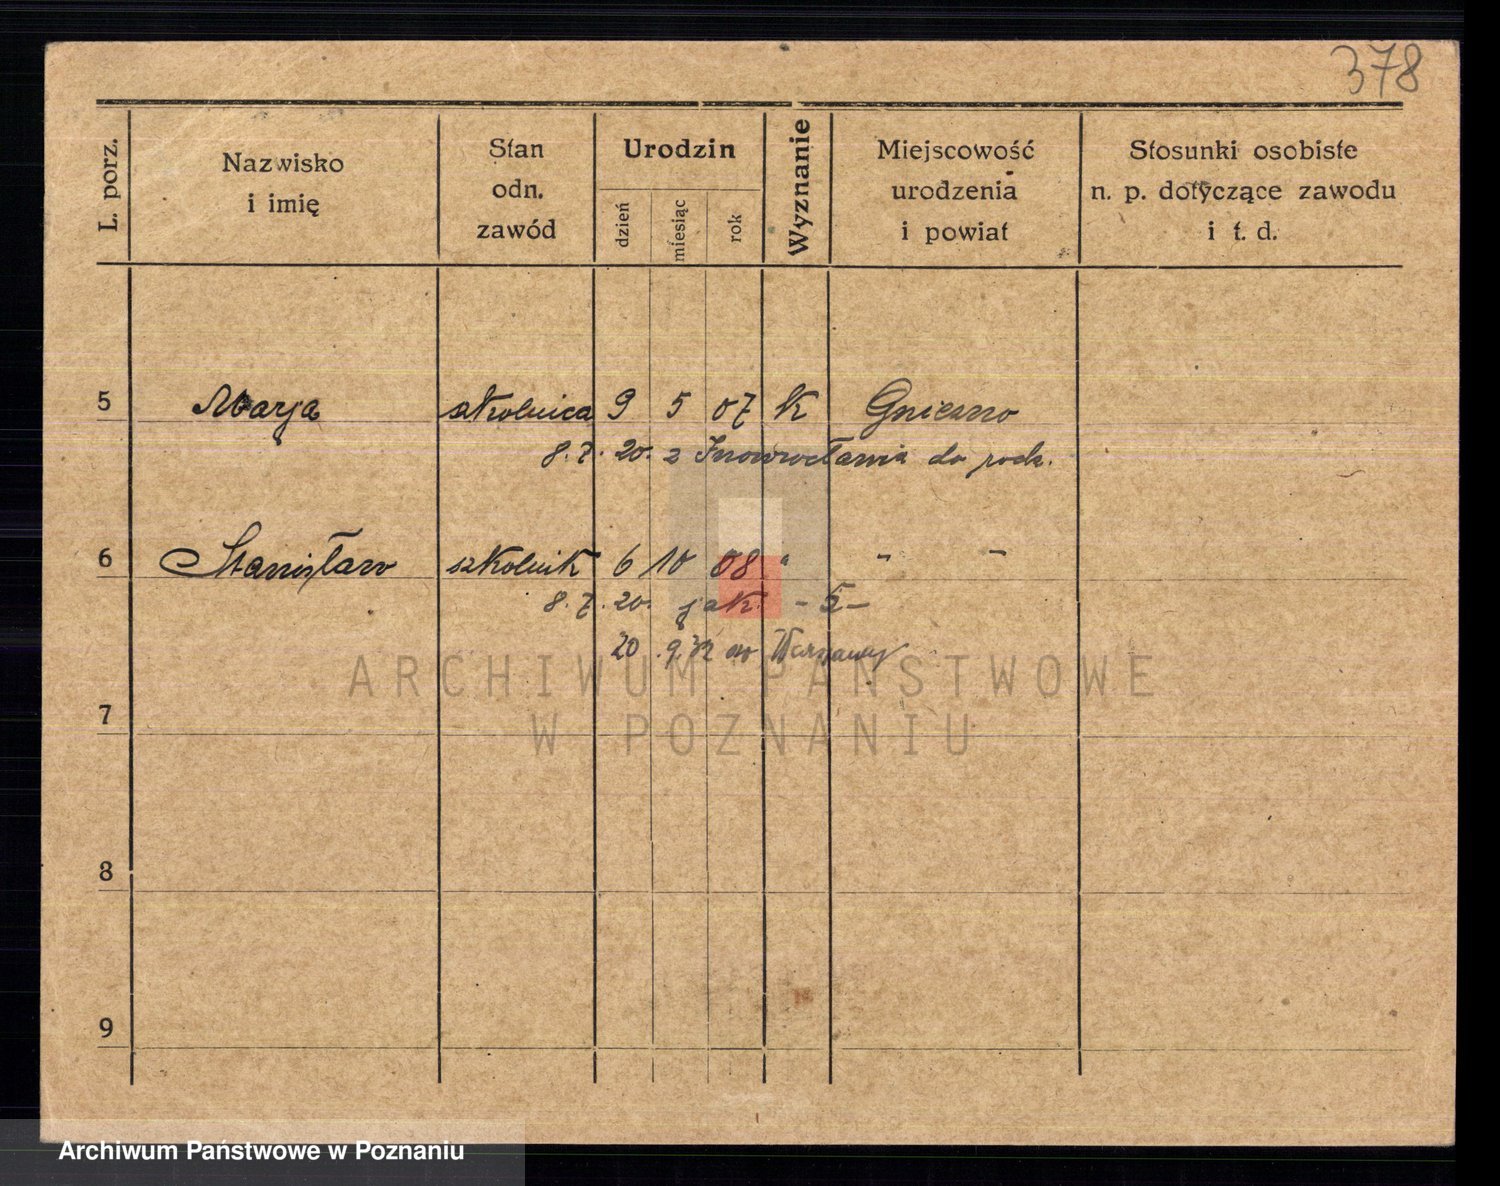 378
L. porz.
Nazwisko
i imię
Stan
odn.
zawód
Urodzin
dzień
miesiąc
rok
Wyznanie
Miejscowość
urodzenia
i powiat
Stosunki osobiste
n. p. dotyczące zawodu
i t. d.
5 Marja szkolnica 9 5 07 K Gniezno
8.7.20. z Inowrocławia do rodz.
6 Stanisław szkolnik 6 10 08 " - -
8.7.20. jak. - 5 -
20.9.32 do Warszawy
ARCHIWUM PAŃSTWOWE
W POZNANIU
7
8
9
Archiwum Państwowe w Poznaniu